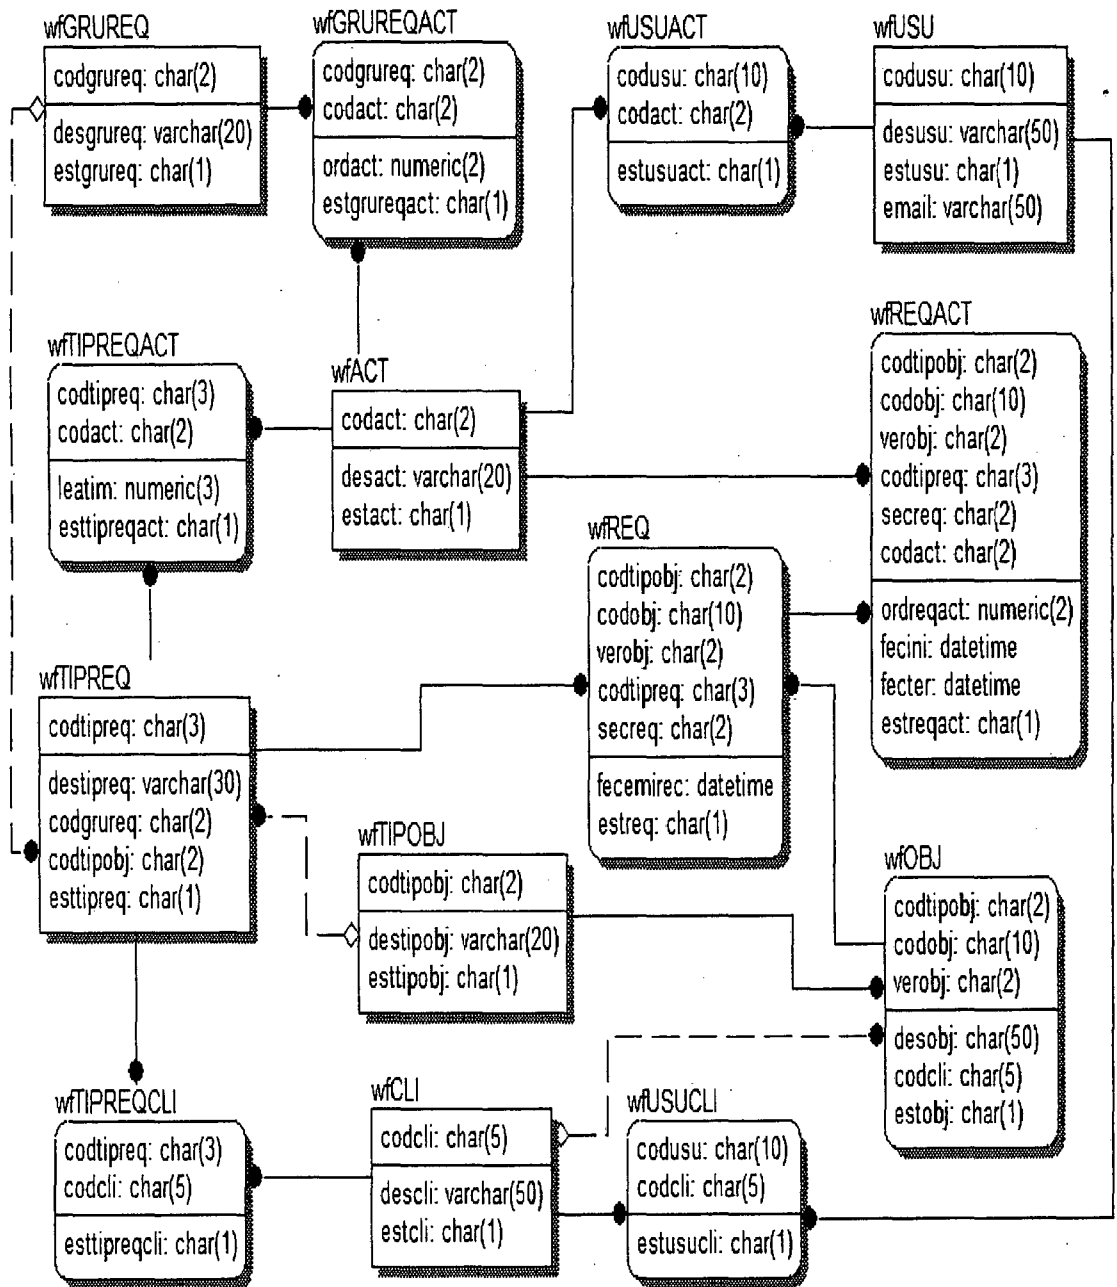 wfGRUREQ
codgrureq: char(2)
desgrureq: varchar(20)
estgrureq: char(1)
wfGRUREQACT
codgrureq: char(2)
codact: char(2)
ordact: numeric(2)
estgrureqact: char(1)
wfUSUACT
codusu: char(10)
codact: char(2)
estusuact: char(1)
wfUSU
codusu: char(10)
desusu: varchar(50)
estusu: char(1)
email: varchar(50)
wfTIPREQACT
codtipreq: char(3)
codact: char(2)
leatim: numeric(3)
esttipreqact: char(1)
wfACT
codact: char(2)
desact: varchar(20)
estact: char(1)
wfREQACT
codtipobj: char(2)
codobj: char(10)
verobj: char(2)
codtipreq: char(3)
secreq: char(2)
codact: char(2)
ordreqact: numeric(2)
fecini: datetime
fecter: datetime
estreqact: char(1)
wfREQ
codtipobj: char(2)
codobj: char(10)
verobj: char(2)
codtipreq: char(3)
secreq: char(2)
fecemirec: datetime
estreq: char(1)
wfTIPREQ
codtipreq: char(3)
destipreq: varchar(30)
codgrureq: char(2)
codtipobj: char(2)
esttipreq: char(1)
wfTIPOBJ
codtipobj: char(2)
destipobj: varchar(20)
esttipobj: char(1)
wfOBJ
codtipobj: char(2)
codobj: char(10)
verobj: char(2)
desobj: char(50)
codcli: char(5)
estobj: char(1)
wfTIPREQCLI
codtipreq: char(3)
codcli: char(5)
esttipreqcli: char(1)
wfCLI
codcli: char(5)
descli: varchar(50)
estcli: char(1)
wfUSUCLI
codusu: char(10)
codcli: char(5)
estusucli: char(1)